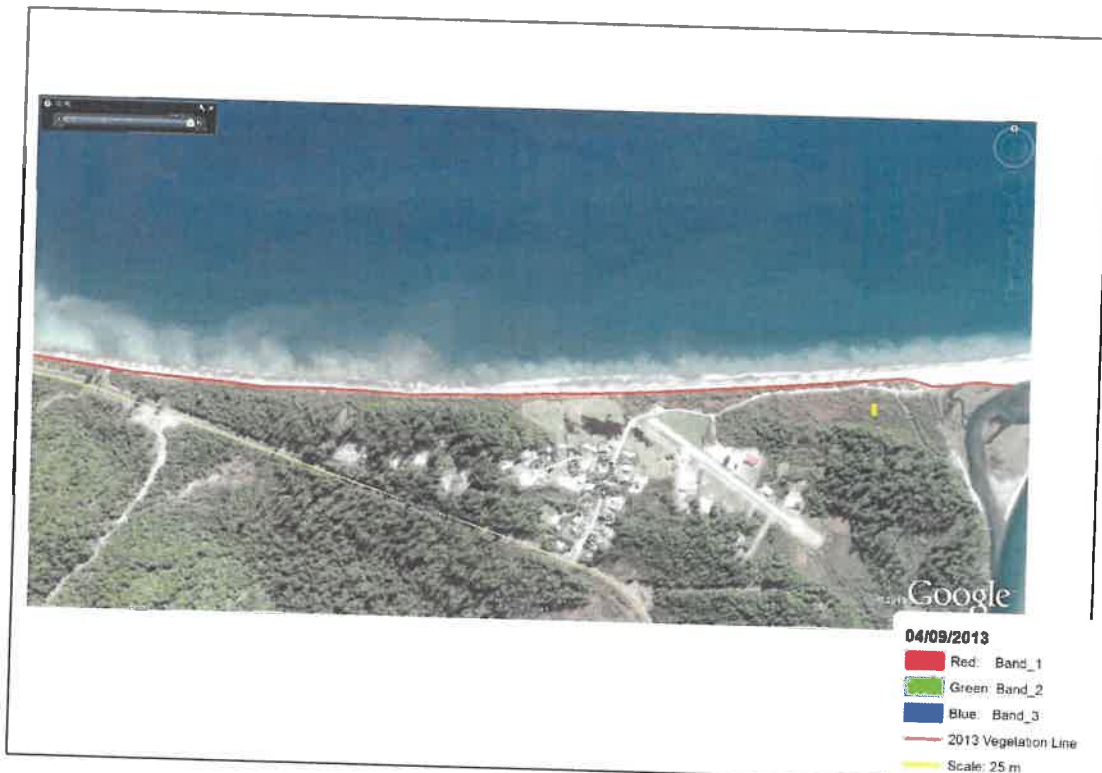 Google
04/09/2013
Red: Band_1
Green: Band_2
Blue: Band_3
2013 Vegetation Line
Scale: 25 m